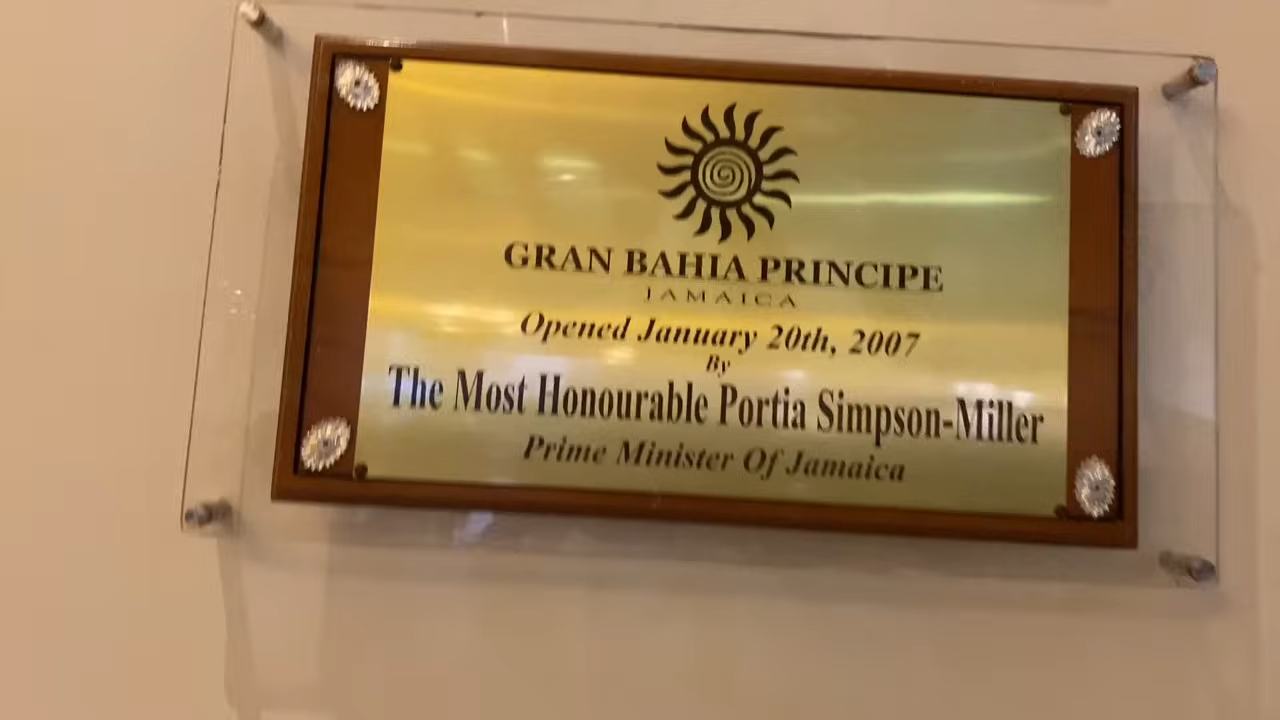 GRAN BAHIA PRINCIPE
JAMAICA
Opened January 20th, 2007
By
The Most Honourable Portia Simpson-Miller
Prime Minister Of Jamaica